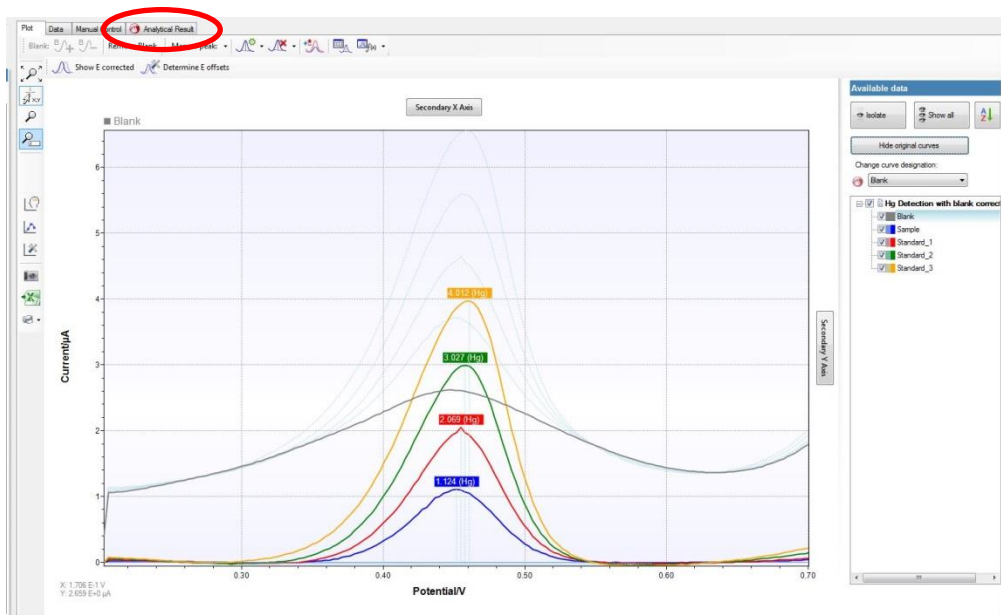 Plot Data Manual Control Analytical Result
Blank:
Show E corrected Determine E offsets
Secondary X Axis
Blank
6
5
4
3
2
1
0
Current/µA
4.012 (Hg)
3.027 (Hg)
2.069 (Hg)
1.124 (Hg)
0.30 0.40 0.50 0.60 0.70
Potential/V
X: 1.706 E-1 V
Y: 2.659 E+0 µA
Secondary Y Axis
Available data
Isolate Show all
Hide original curves
Change curve designation:
Blank
Hg Detection with blank correct
Blank
Sample
Standard_1
Standard_2
Standard_3